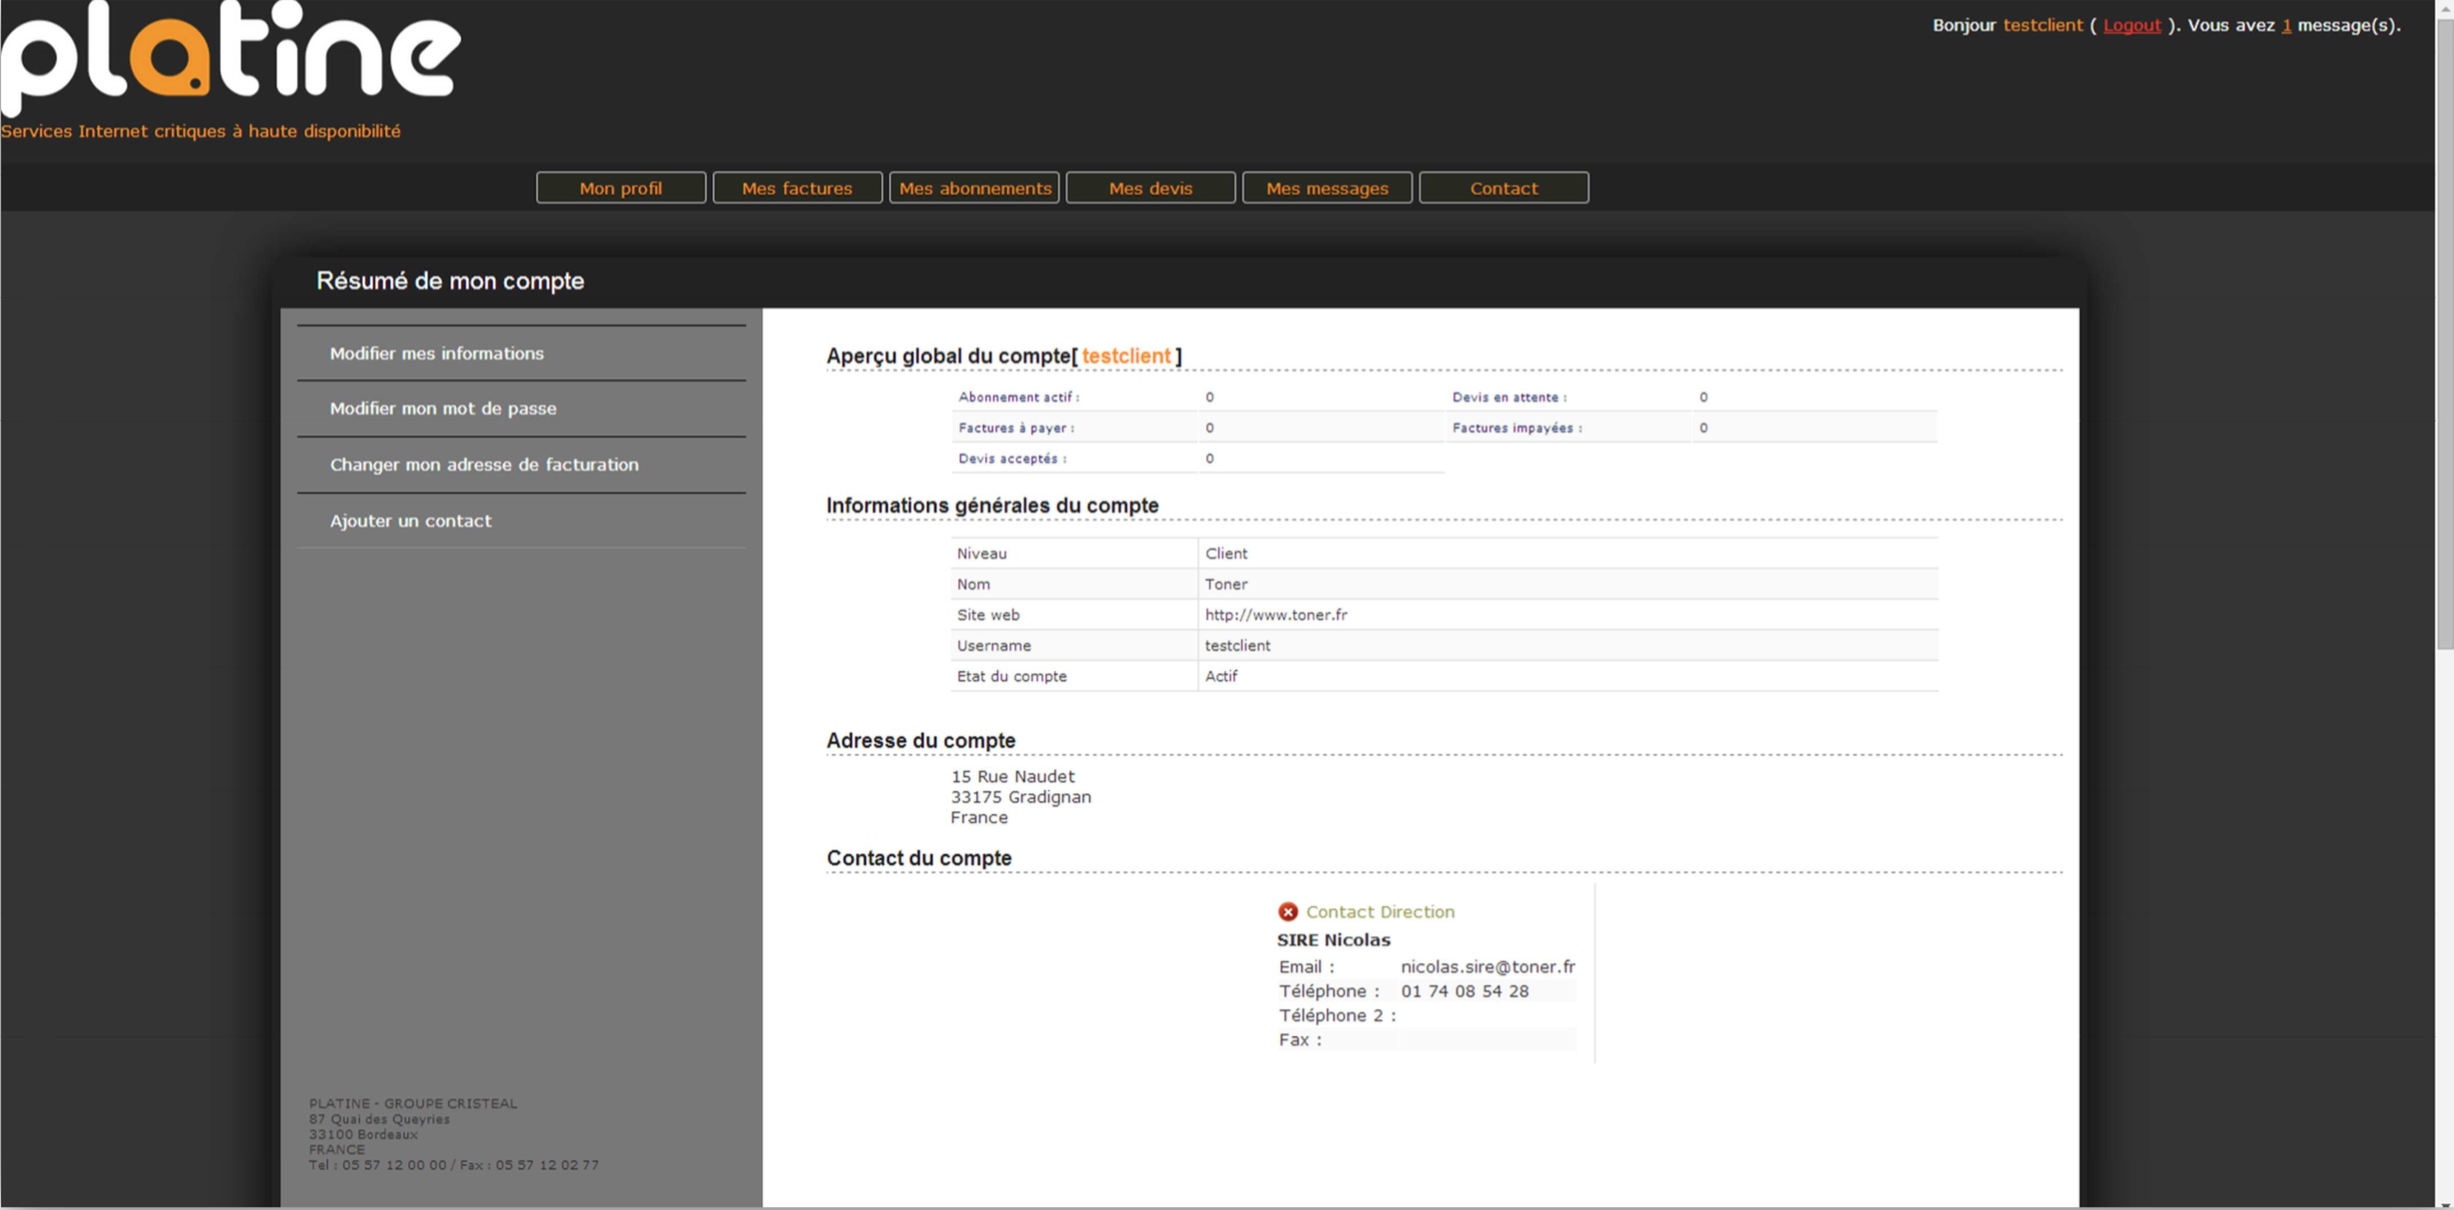 platine
Services Internet critiques à haute disponibilité
Bonjour testclient ( Logout ). Vous avez 1 message(s).
Mon profil Mes factures Mes abonnements Mes devis Mes messages Contact
Résumé de mon compte
Modifier mes informations
Modifier mon mot de passe
Changer mon adresse de facturation
Ajouter un contact
PLATINE - GROUPE CRISTEAL
87 Quai des Queyries
33100 Bordeaux
FRANCE
Tel : 05 57 12 00 00 / Fax : 05 57 12 02 77
Aperçu global du compte[ testclient ]
Abonnement actif : 0 Devis en attente : 0
Factures à payer : 0 Factures impayées : 0
Devis acceptés : 0
Informations générales du compte
Niveau Client
Nom Toner
Site web http://www.toner.fr
Username testclient
Etat du compte Actif
Adresse du compte
15 Rue Naudet
33175 Gradignan
France
Contact du compte
Contact Direction
SIRE Nicolas
Email : nicolas.sire@toner.fr
Téléphone : 01 74 08 54 28
Téléphone 2 :
Fax :